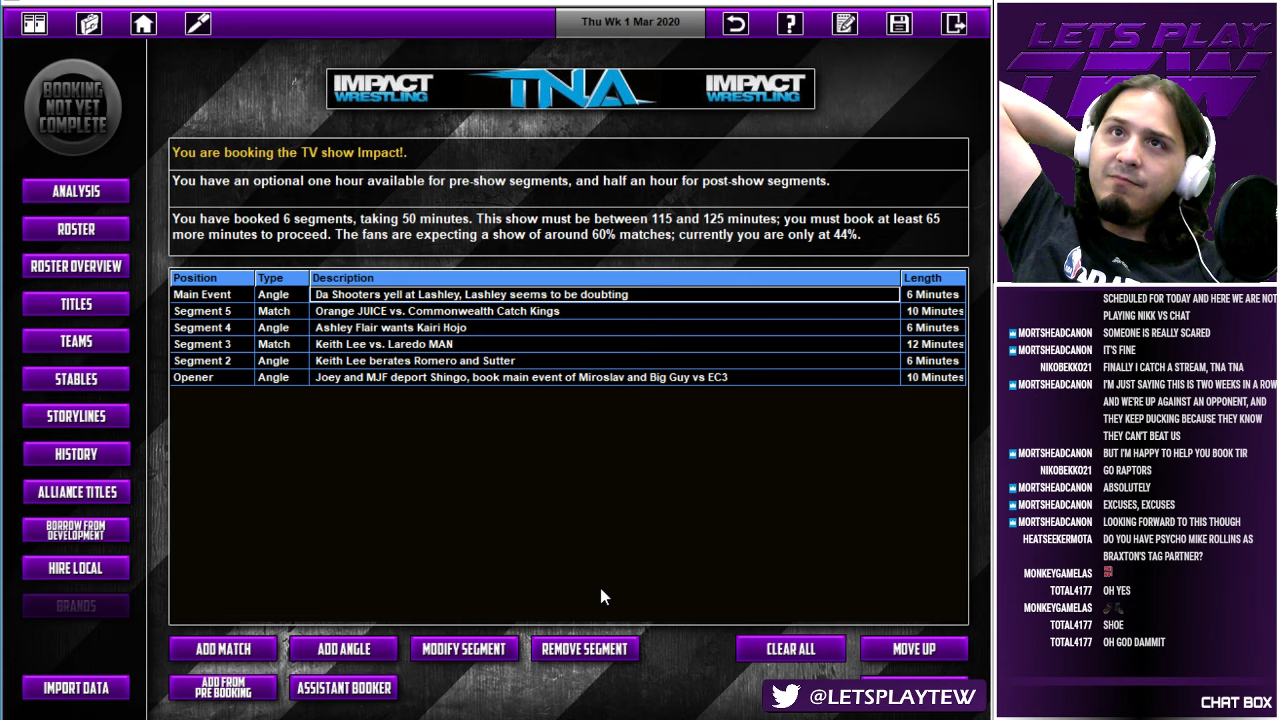 Thu Wk 1 Mar 2020
BOOKING
NOT YET
COMPLETE
IMPACT
WRESTLING
TNA
IMPACT
WRESTLING
You are booking the TV show Impact!.
You have an optional one hour available for pre-show segments, and half an hour for post-show segments.
You have booked 6 segments, taking 50 minutes. This show must be between 115 and 125 minutes; you must book at least 65
more minutes to proceed. The fans are expecting a show of around 60% matches; currently you are only at 44%.
Position Type Description Length
Main Event Angle Da Shooters yell at Lashley, Lashley seems to be doubting 6 Minutes
Segment 5 Match Orange JUICE vs. Commonwealth Catch Kings 10 Minutes
Segment 4 Angle Ashley Flair wants Kairi Hojo 6 Minutes
Segment 3 Match Keith Lee vs. Laredo MAN 12 Minutes
Segment 2 Angle Keith Lee berates Romero and Sutter 6 Minutes
Opener Angle Joey and MJF deport Shingo, book main event of Miroslav and Big Guy vs EC3 10 Minutes
ANALYSIS
ROSTER
ROSTER OVERVIEW
TITLES
TEAMS
STABLES
STORYLINES
HISTORY
ALLIANCE TITLES
BORROW FROM
DEVELOPMENT
HIRE LOCAL
BRANDS
IMPORT DATA
ADD MATCH
ADD ANGLE
MODIFY SEGMENT
REMOVE SEGMENT
CLEAR ALL
MOVE UP
ADD FROM
PRE BOOKING
ASSISTANT BOOKER
@LETSPLAYTEW
LETS PLAY
TEW
SCHEDULED FOR TODAY AND HERE WE ARE NOT
PLAYING NIKK VS CHAT
MORTSHEADCANON SOMEONE IS REALLY SCARED
MORTSHEADCANON IT'S FINE
NIKOBEKKO21 FINALLY I CATCH A STREAM, TNA TNA
MORTSHEADCANON I'M JUST SAYING THIS IS TWO WEEKS IN A ROW
AND WE'RE UP AGAINST AN OPPONENT, AND
THEY KEEP DUCKING BECAUSE THEY KNOW
THEY CAN'T BEAT US
MORTSHEADCANON BUT I'M HAPPY TO HELP YOU BOOK TIR
NIKOBEKKO21 GO RAPTORS
MORTSHEADCANON ABSOLUTELY
MORTSHEADCANON EXCUSES, EXCUSES
MORTSHEADCANON LOOKING FORWARD TO THIS THOUGH
HEATSEEKERMOTA DO YOU HAVE PSYCHO MIKE ROLLINS AS
BRAXTON'S TAG PARTNER?
MONKEYGAMELAS
TOTAL4177 OH YES
MONKEYGAMELAS
TOTAL4177 SHOE
TOTAL4177 OH GOD DAMMIT
CHAT BOX